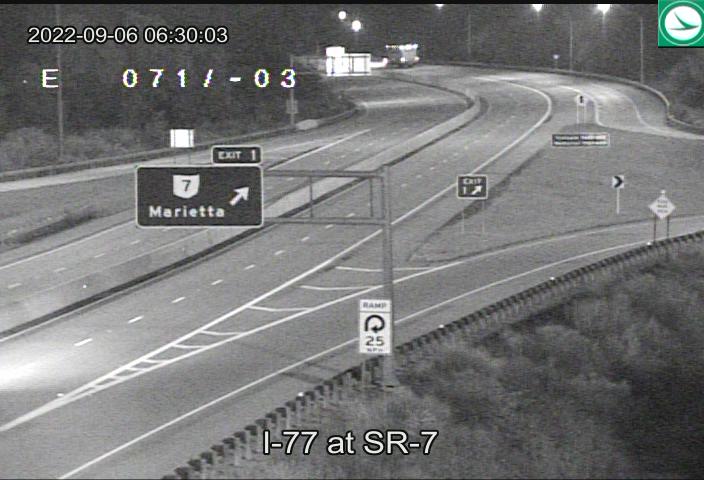 2022-09-06 06:30:03
E 071/-03
EXIT 1
7
Marietta
EXIT
1
RAMP
25
MPH
I-77 at SR-7